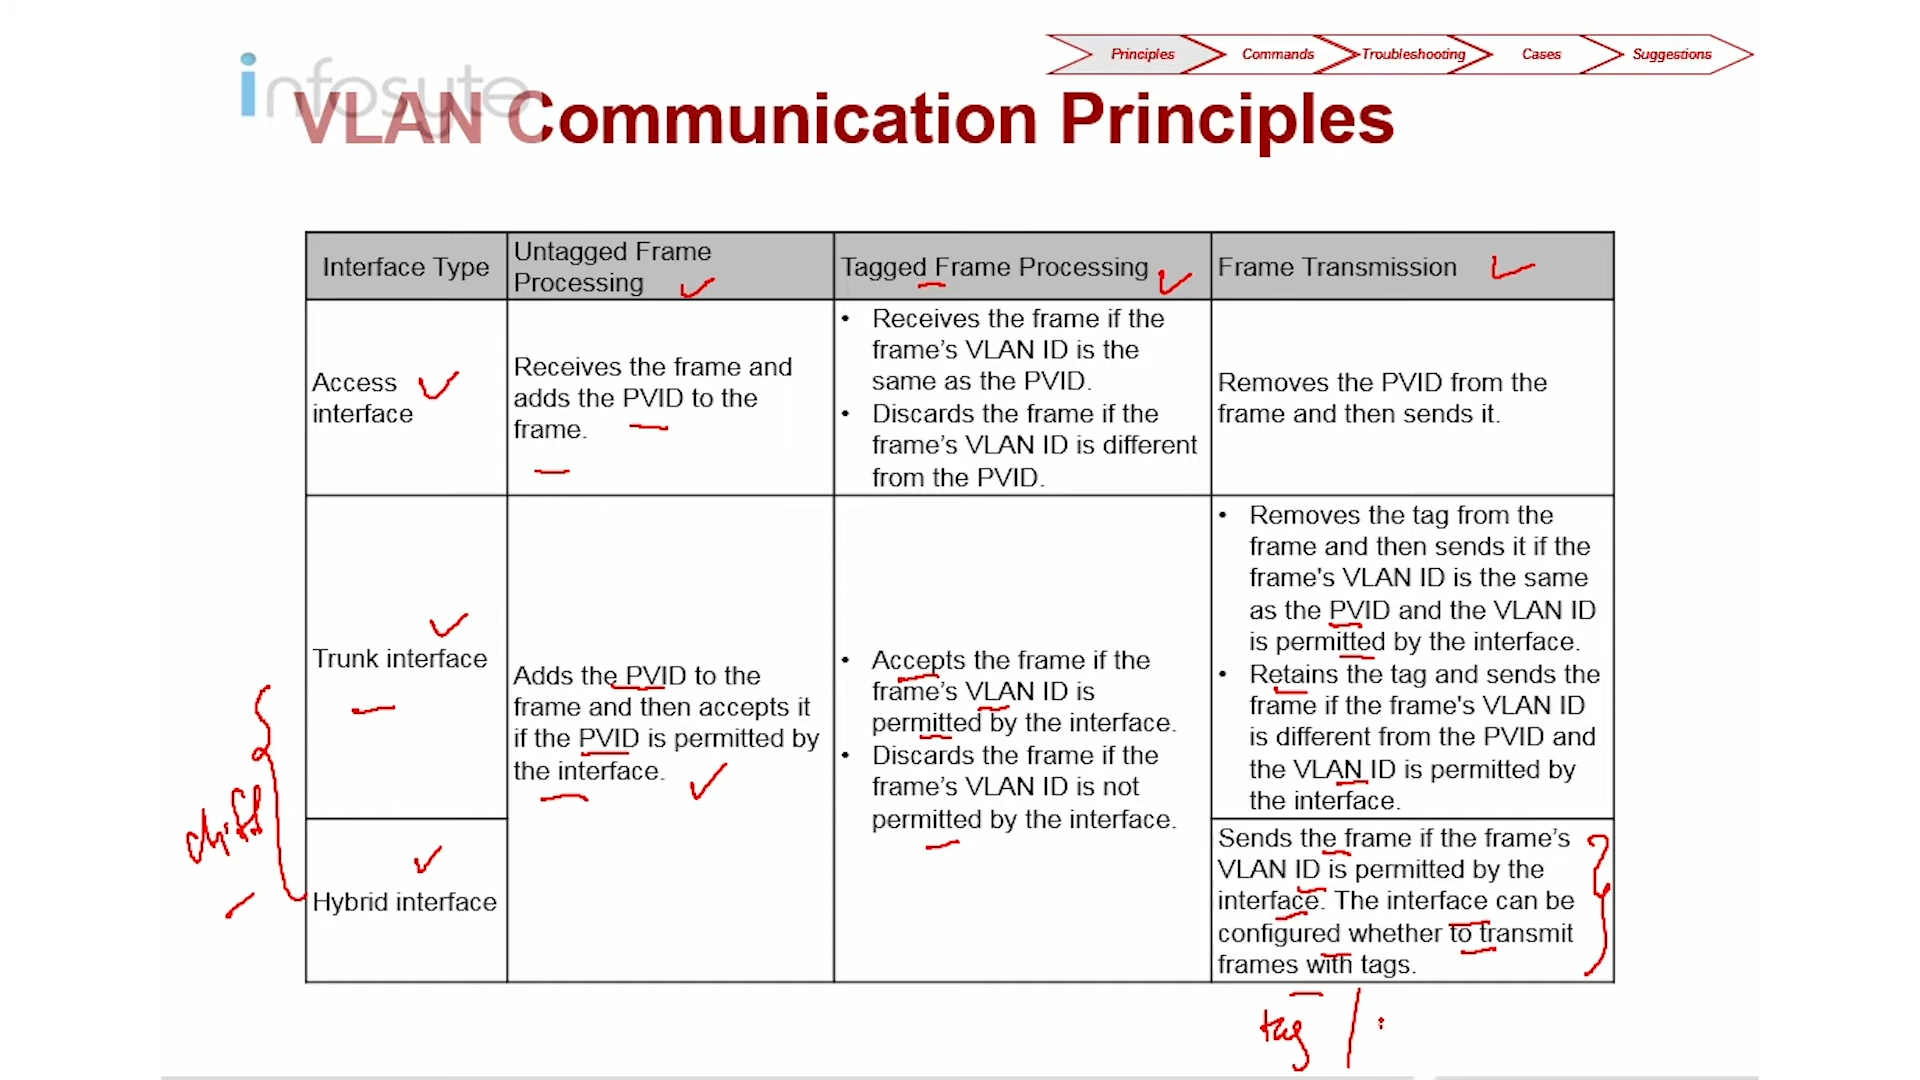 Principles
Commands
Troubleshooting
Cases
Suggestions
infosyte
VLAN Communication Principles
Interface Type
Untagged Frame
Processing
Tagged Frame Processing
Frame Transmission
Access
interface
Receives the frame and
adds the PVID to the
frame.
• Receives the frame if the
frame’s VLAN ID is the
same as the PVID.
• Discards the frame if the
frame’s VLAN ID is different
from the PVID.
Removes the PVID from the
frame and then sends it.
Trunk interface
Adds the PVID to the
frame and then accepts it
if the PVID is permitted by
the interface.
• Accepts the frame if the
frame’s VLAN ID is
permitted by the interface.
• Discards the frame if the
frame’s VLAN ID is not
permitted by the interface.
• Removes the tag from the
frame and then sends it if the
frame's VLAN ID is the same
as the PVID and the VLAN ID
is permitted by the interface.
• Retains the tag and sends the
frame if the frame's VLAN ID
is different from the PVID and
the VLAN ID is permitted by
the interface.
diff
Hybrid interface
Sends the frame if the frame’s
VLAN ID is permitted by the
interface. The interface can be
configured whether to transmit
frames with tags.
tag /